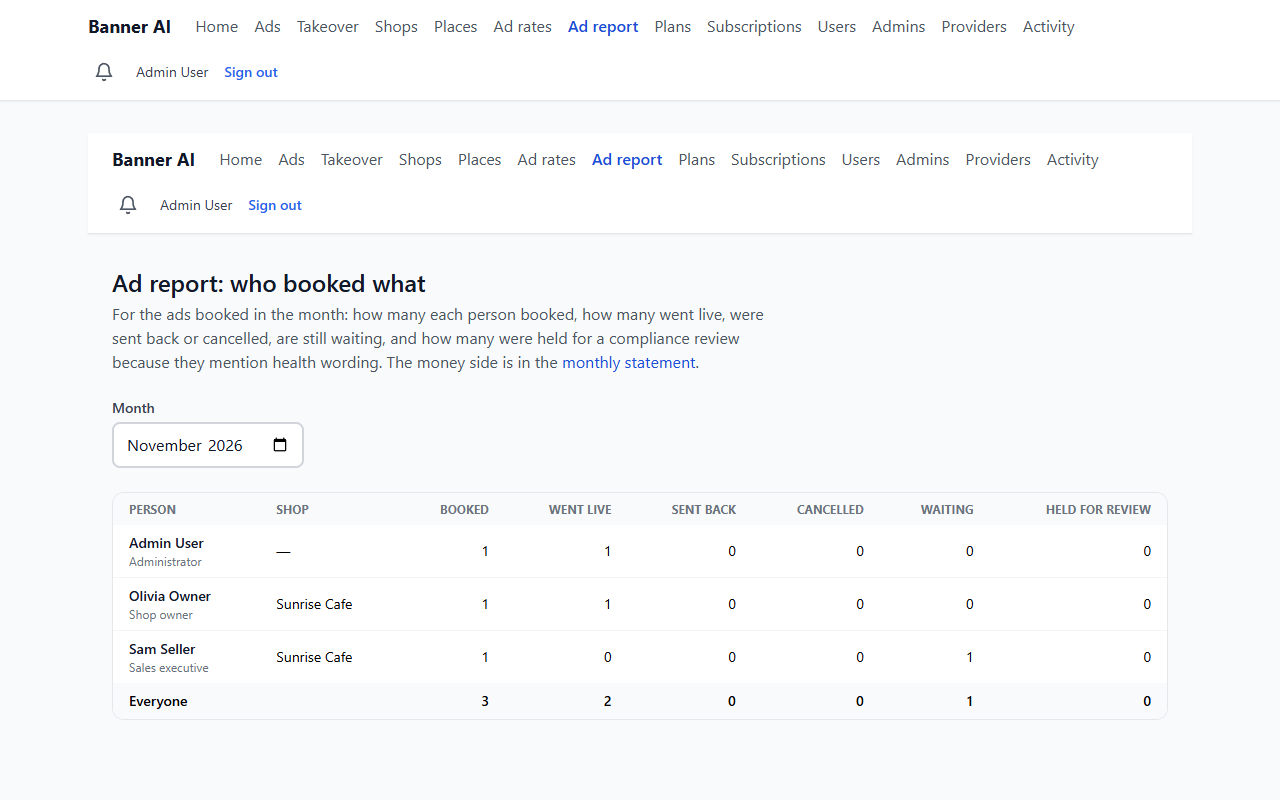 Banner AI Home Ads Takeover Shops Places Ad rates Ad report Plans Subscriptions Users Admins Providers Activity
Admin User Sign out
Banner AI Home Ads Takeover Shops Places Ad rates Ad report Plans Subscriptions Users Admins Providers Activity
Admin User Sign out
Ad report: who booked what
For the ads booked in the month: how many each person booked, how many went live, were
sent back or cancelled, are still waiting, and how many were held for a compliance review
because they mention health wording. The money side is in the monthly statement.
Month
November 2026
PERSON SHOP BOOKED WENT LIVE SENT BACK CANCELLED WAITING HELD FOR REVIEW
Admin User — 1 1 0 0 0 0
Administrator
Olivia Owner Sunrise Cafe 1 1 0 0 0 0
Shop owner
Sam Seller Sunrise Cafe 1 0 0 0 1 0
Sales executive
Everyone 3 2 0 0 1 0